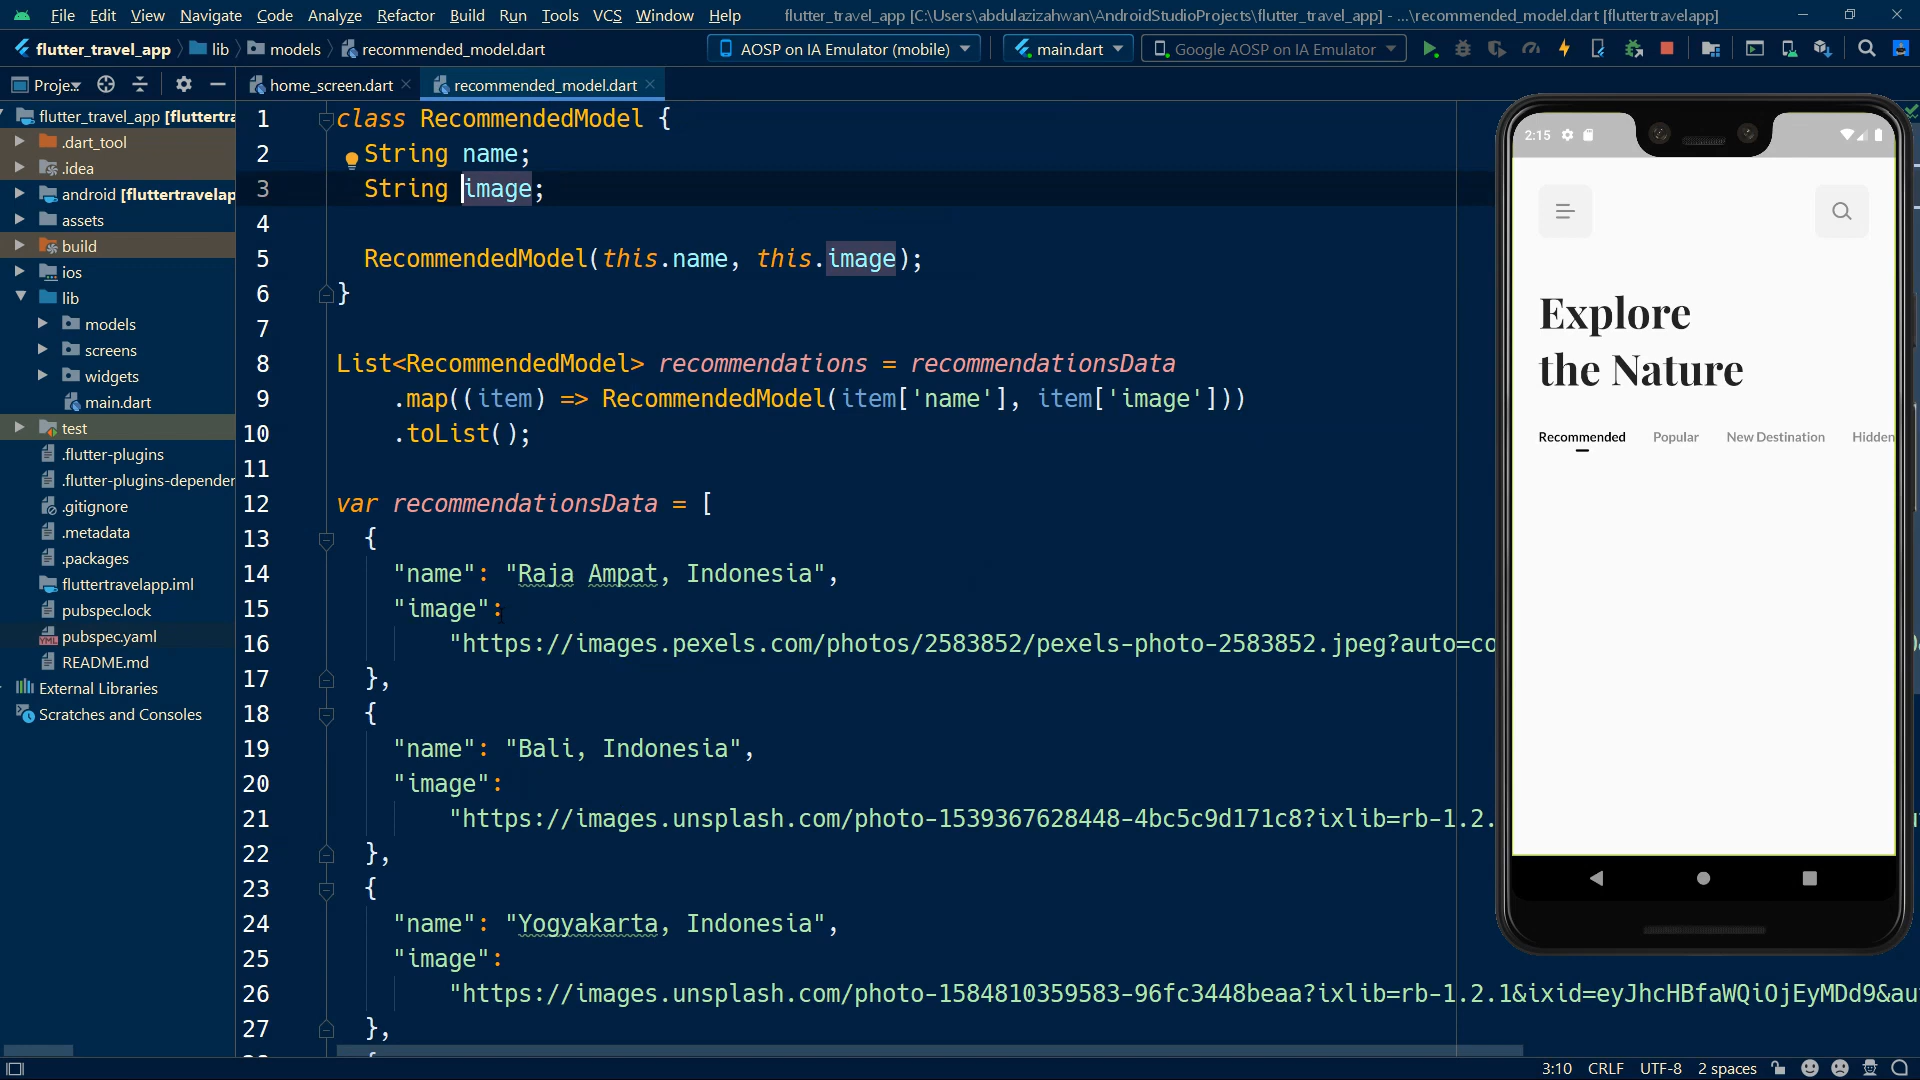 File Edit View Navigate Code Analyze Refactor Build Run Tools VCS Window Help flutter_travel_app [C:\Users\abdulazizahwan\AndroidStudioProjects\flutter_travel_app] - ...\recommended_model.dart [fluttertravelapp]
flutter_travel_app lib models recommended_model.dart AOSP on IA Emulator (mobile) main.dart Google AOSP on IA Emulator
Proje... home_screen.dart recommended_model.dart
flutter_travel_app [fluttertra
.dart_tool
.idea
android [fluttertravelap
assets
build
ios
lib
models
screens
widgets
main.dart
test
.flutter-plugins
.flutter-plugins-depender
.gitignore
.metadata
.packages
fluttertravelapp.iml
pubspec.lock
pubspec.yaml
README.md
External Libraries
Scratches and Consoles
1 class RecommendedModel {
2 String name;
3 String image;
4
5 RecommendedModel(this.name, this.image);
6 }
7
8 List<RecommendedModel> recommendations = recommendationsData
9 .map((item) => RecommendedModel(item['name'], item['image']))
10 .toList();
11
12 var recommendationsData = [
13 {
14 "name": "Raja Ampat, Indonesia",
15 "image":
16 "https://images.pexels.com/photos/2583852/pexels-photo-2583852.jpeg?auto=co
17 },
18 {
19 "name": "Bali, Indonesia",
20 "image":
21 "https://images.unsplash.com/photo-1539367628448-4bc5c9d171c8?ixlib=rb-1.2.
22 },
23 {
24 "name": "Yogyakarta, Indonesia",
25 "image":
26 "https://images.unsplash.com/photo-1584810359583-96fc3448beaa?ixlib=rb-1.2.1&ixid=eyJhcHBfaWQiOjEyMDd9&au
27 },
2:15
Explore
the Nature
Recommended Popular New Destination Hidden
3:10 CRLF UTF-8 2 spaces